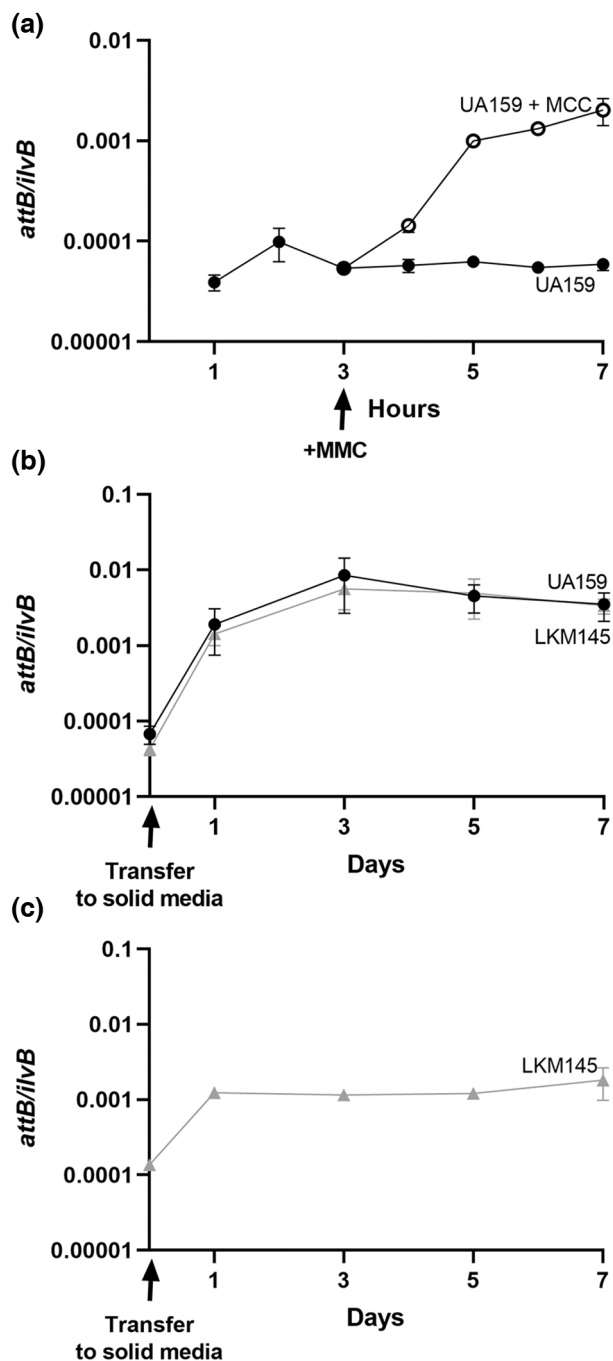 (a)
0.01
0.001
0.0001
0.00001
attB/ilvB
UA159 + MCC
UA159
1
3
5
7
Hours
+MMC
(b)
0.1
0.01
0.001
0.0001
0.00001
attB/ilvB
UA159
LKM145
1
3
5
7
Days
Transfer
to solid media
(c)
0.1
0.01
0.001
0.0001
0.00001
attB/ilvB
LKM145
1
3
5
7
Days
Transfer
to solid media